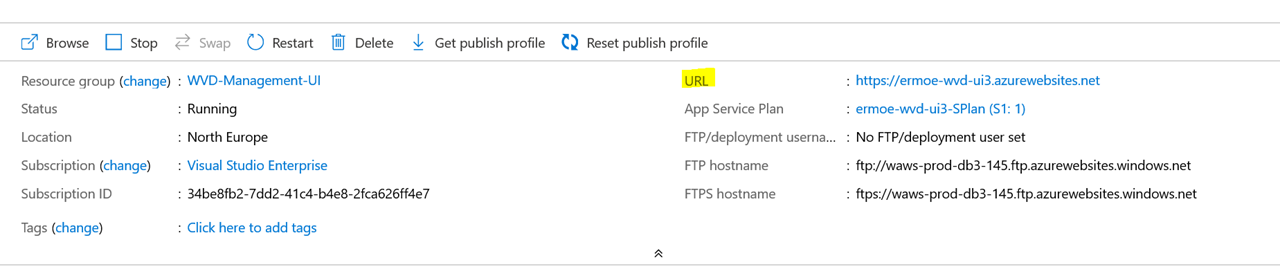 Browse Stop Swap Restart Delete Get publish profile Reset publish profile
Resource group (change) : WVD-Management-UI
Status : Running
Location : North Europe
Subscription (change) : Visual Studio Enterprise
Subscription ID : 34be8fb2-7dd2-41c4-b4e8-2fca626ff4e7
Tags (change) : Click here to add tags
URL : https://ermoe-wvd-ui3.azurewebsites.net
App Service Plan : ermoe-wvd-ui3-SPlan (S1: 1)
FTP/deployment userna... : No FTP/deployment user set
FTP hostname : ftp://waws-prod-db3-145.ftp.azurewebsites.windows.net
FTPS hostname : ftps://waws-prod-db3-145.ftp.azurewebsites.windows.net